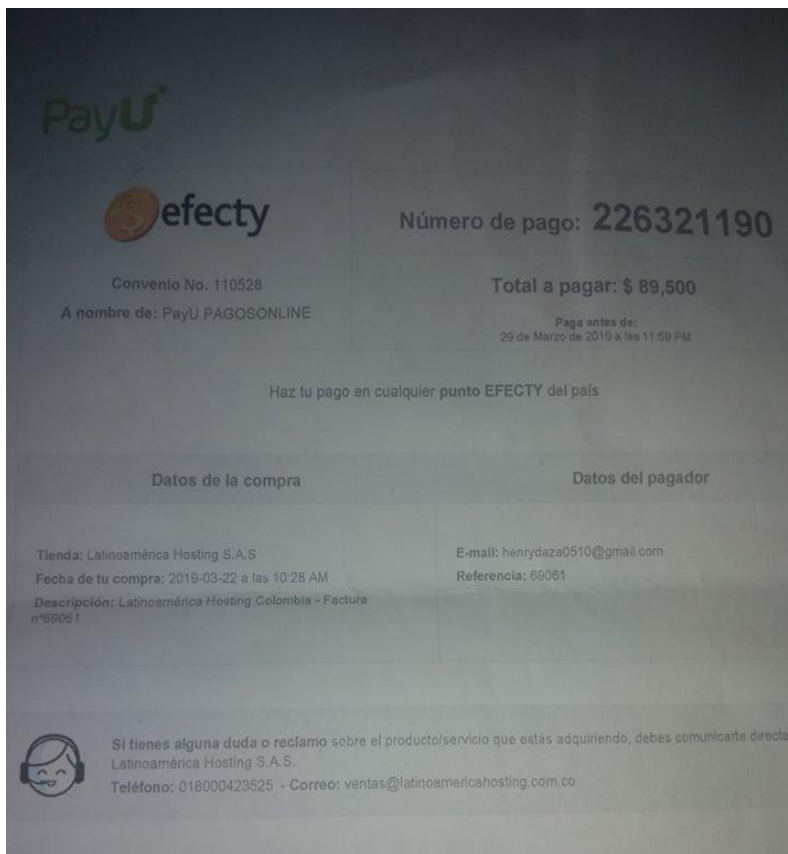 PayU
efecty
Número de pago: 226321190
Convenio No. 110528
A nombre de: PayU PAGOSONLINE
Total a pagar: $ 89,500
Paga antes de:
29 de Marzo de 2019 a las 11:59 PM
Haz tu pago en cualquier punto EFECTY del país
Datos de la compra
Datos del pagador
Tienda: Latinoamérica Hosting S.A.S
Fecha de tu compra: 2019-03-22 a las 10:28 AM
Descripción: Latinoamérica Hosting Colombia - Factura
n°69061
E-mail: henrydaza0510@gmail.com
Referencia: 69061
Si tienes alguna duda o reclamo sobre el producto/servicio que estás adquiriendo, debes comunicarte directa
Latinoamérica Hosting S.A.S.
Teléfono: 018000423525 - Correo: ventas@latinoamericahosting.com.co